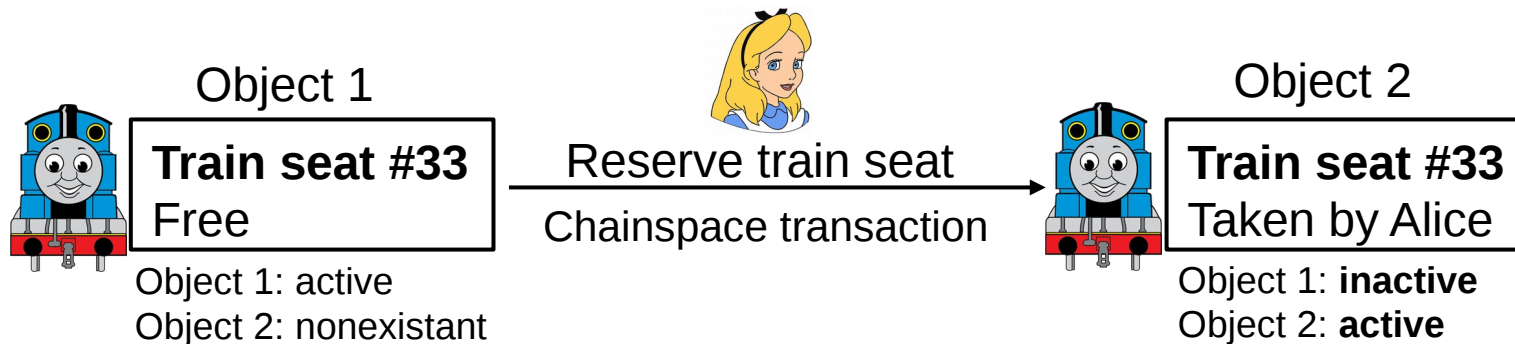 Object 1
Train seat #33
Free
Object 1: active
Object 2: nonexistant
Reserve train seat
Chainspace transaction
Object 2
Train seat #33
Taken by Alice
Object 1: inactive
Object 2: active